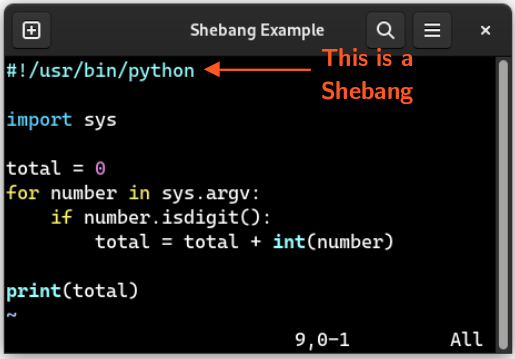 Shebang Example
#!/usr/bin/python
This is a
Shebang
import sys
total = 0
for number in sys.argv:
    if number.isdigit():
        total = total + int(number)
print(total)
~
9,0-1 All